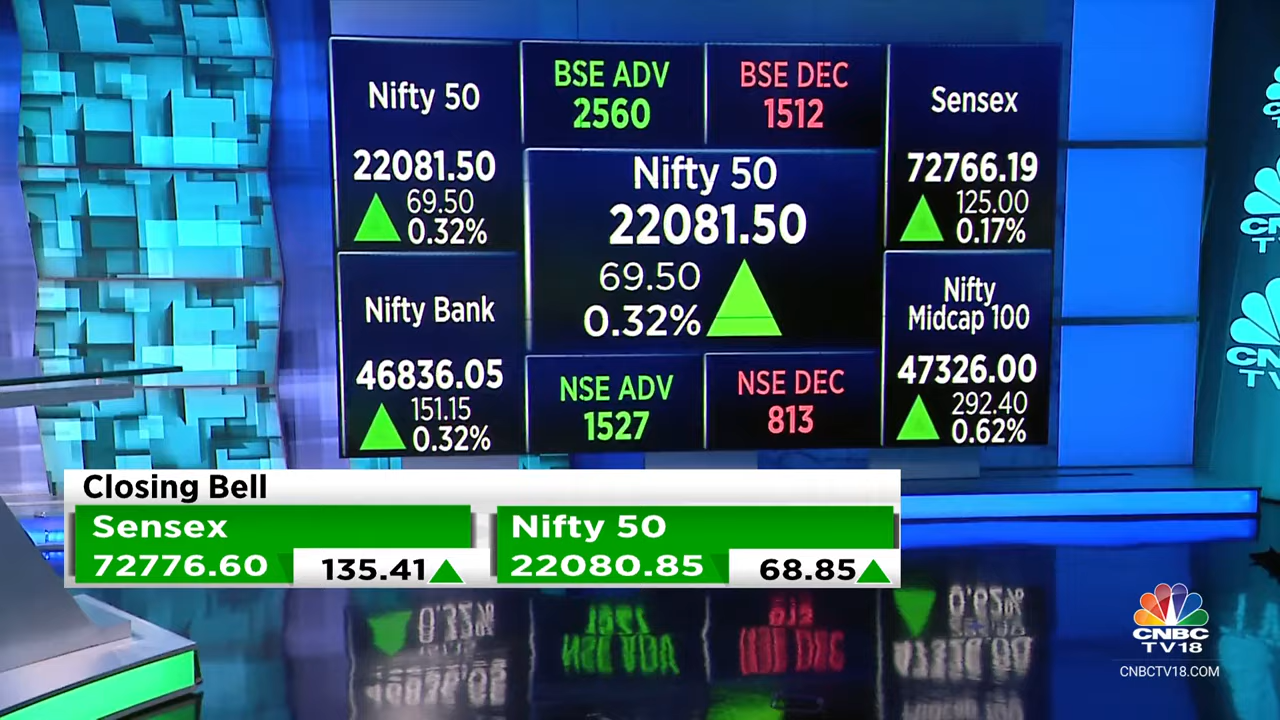 Nifty 50
22081.50
69.50
0.32%
BSE ADV
2560
BSE DEC
1512
Sensex
72766.19
125.00
0.17%
Nifty 50
22081.50
69.50
0.32%
Nifty Bank
46836.05
151.15
0.32%
NSE ADV
1527
NSE DEC
813
Nifty
Midcap 100
47326.00
292.40
0.62%
Closing Bell
Sensex
72776.60 135.41
Nifty 50
22080.85 68.85
CNBC
TV18
CNBCTV18.COM